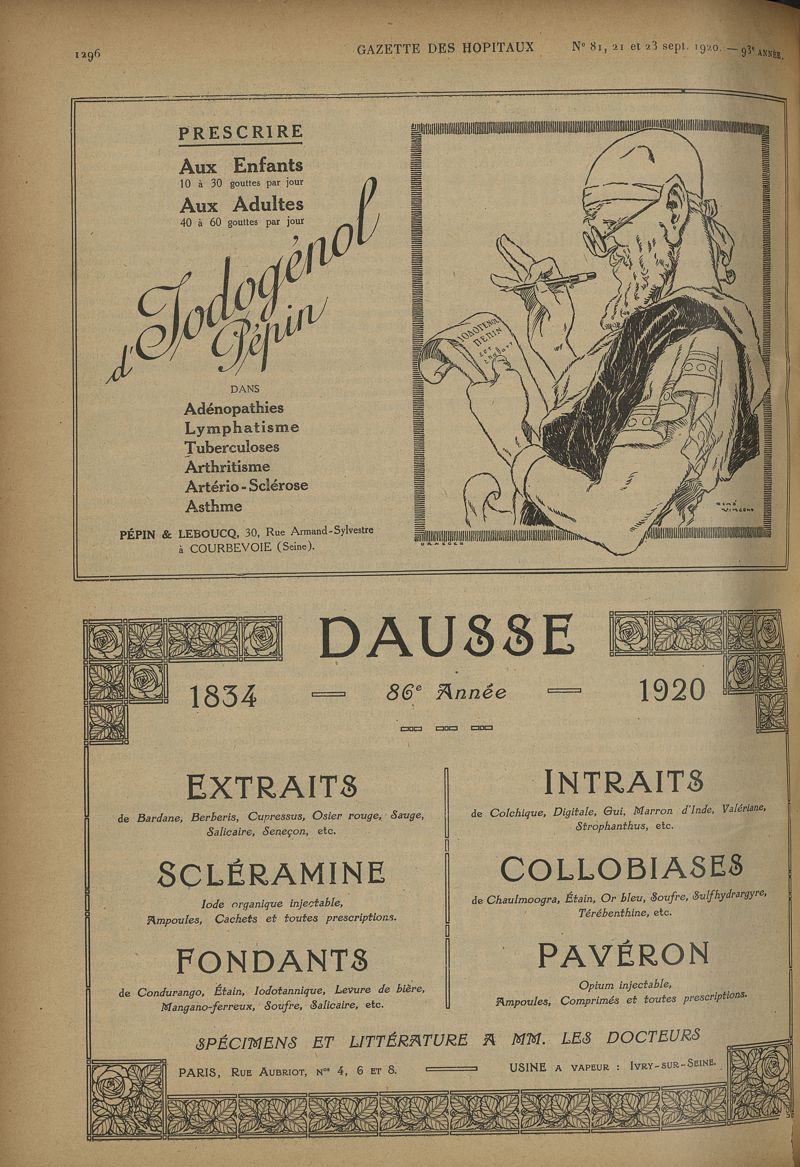 1296
GAZETTE DES HOPITAUX
N° 81, 21 et 23 sept. 1920. — 93e ANNÉE.
PRESCRIRE
Aux Enfants
10 à 30 gouttes par jour
Aux Adultes
40 à 60 gouttes par jour
d'Iodogénol
Pépin
DANS
Adénopathies
Lymphatisme
Tuberculoses
Arthritisme
Artério-Sclérose
Asthme
PÉPIN & LEBOUCQ, 30, Rue Armand-Sylvestre
à COURBEVOIE (Seine).
IODOGENOL
PEPIN
RENÉ
VINCENT
DRAEGER
DAUSSE
1834 — 86e Année — 1920
EXTRAITS
de Bardane, Berberis, Cupressus, Osier rouge, Sauge,
Salicaire, Seneçon, etc.
SCLÉRAMINE
Iode organique injectable,
Ampoules, Cachets et toutes prescriptions.
FONDANTS
de Condurango, Étain, Iodotannique, Levure de bière,
Mangano-ferreux, Soufre, Salicaire, etc.
INTRAITS
de Colchique, Digitale, Gui, Marron d'Inde, Valériane,
Strophanthus, etc.
COLLOBIASES
de Chaulmoogra, Étain, Or bleu, Soufre, Sulfhydrargyre,
Térébenthine, etc.
PAVÉRON
Opium injectable,
Ampoules, Comprimés et toutes prescriptions.
SPÉCIMENS ET LITTÉRATURE A MM. LES DOCTEURS
PARIS, RUE AUBRIOT, Nos 4, 6 ET 8.
USINE A VAPEUR : IVRY-SUR-SEINE.